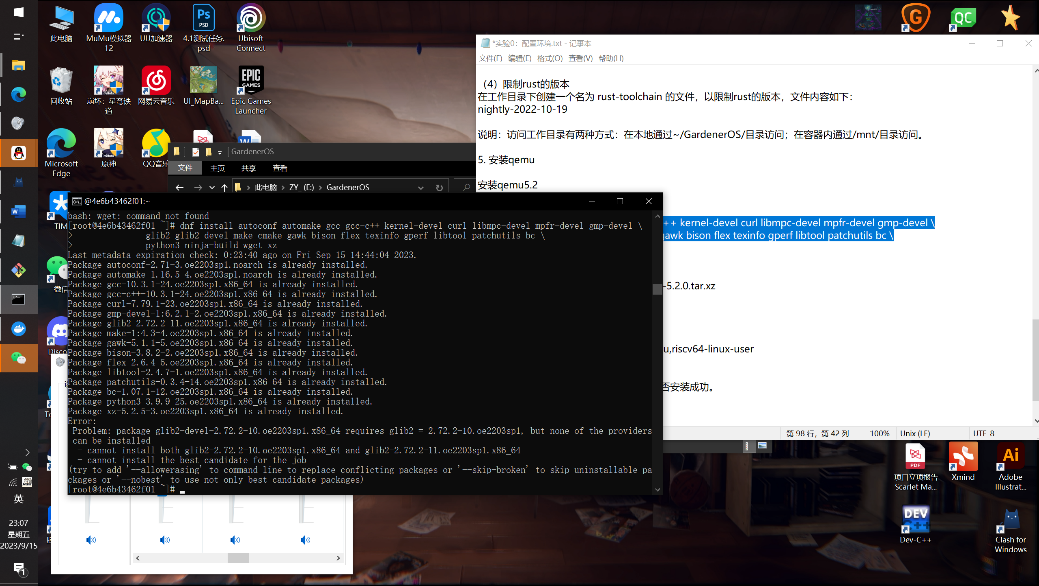 此电脑
MuMu模拟器
12
UU加速器
4.1测试任务.
psd
Ubisoft
Connect
回收站
崩坏：星穹铁
道
网易云音乐
UI_MapBa...
Epic Games
Launcher
Microsoft
Edge
原神
QQ音乐
TIM
微信
*实验0：配置环境.txt - 记事本
文件(F) 编辑(E) 格式(O) 查看(V) 帮助(H)
（4）限制rust的版本
在工作目录下创建一个名为 rust-toolchain 的文件，以限制rust的版本，文件内容如下：
nightly-2022-10-19
说明：访问工作目录有两种方式：在本地通过~/GardenerOS/目录访问；在容器内通过/mnt/目录访问。
5. 安装qemu
安装qemu5.2
++ kernel-devel curl libmpc-devel mpfr-devel gmp-devel \
gawk bison flex texinfo gperf libtool patchutils bc \
-5.2.0.tar.xz
u,riscv64-linux-user
否安装成功。
第 98 行，第 42 列 100% Unix (LF) UTF-8
GardenerOS
文件 主页 共享 查看
此电脑 > ZY (E:) > GardenerOS
@4e6b43462f01:~
bash: wget: command not found
[root@4e6b43462f01 ~]# dnf install autoconf automake gcc gcc-c++ kernel-devel curl libmpc-devel mpfr-devel gmp-devel \
> glib2 glib2-devel make cmake gawk bison flex texinfo gperf libtool patchutils bc \
> python3 ninja-build wget xz
Last metadata expiration check: 0:23:40 ago on Fri Sep 15 14:44:04 2023.
Package autoconf-2.71-3.oe2203sp1.noarch is already installed.
Package automake-1.16.5-4.oe2203sp1.noarch is already installed.
Package gcc-10.3.1-24.oe2203sp1.x86_64 is already installed.
Package gcc-c++-10.3.1-24.oe2203sp1.x86_64 is already installed.
Package curl-7.79.1-23.oe2203sp1.x86_64 is already installed.
Package gmp-devel-1:6.2.1-2.oe2203sp1.x86_64 is already installed.
Package glib2-2.72.2-11.oe2203sp1.x86_64 is already installed.
Package make-1:4.3-4.oe2203sp1.x86_64 is already installed.
Package gawk-5.1.1-5.oe2203sp1.x86_64 is already installed.
Package bison-3.8.2-2.oe2203sp1.x86_64 is already installed.
Package flex-2.6.4-5.oe2203sp1.x86_64 is already installed.
Package libtool-2.4.7-1.oe2203sp1.x86_64 is already installed.
Package patchutils-0.3.4-14.oe2203sp1.x86_64 is already installed.
Package bc-1.07.1-12.oe2203sp1.x86_64 is already installed.
Package python3-3.9.9-25.oe2203sp1.x86_64 is already installed.
Package xz-5.2.5-3.oe2203sp1.x86_64 is already installed.
Error:
Problem: package glib2-devel-2.72.2-10.oe2203sp1.x86_64 requires glib2 = 2.72.2-10.oe2203sp1, but none of the providers
can be installed
- cannot install both glib2-2.72.2-10.oe2203sp1.x86_64 and glib2-2.72.2-11.oe2203sp1.x86_64
- cannot install the best candidate for the job
(try to add '--allowerasing' to command line to replace conflicting packages or '--skip-broken' to skip uninstallable pa
ckages or '--nobest' to use not only best candidate packages)
[root@4e6b43462f01 ~]#
项目立项报告
Scarlet Ma...
Xmind
Adobe
Illustrat...
Dev-C++
Clash for
Windows
英
23:07
星期五
2023/9/15